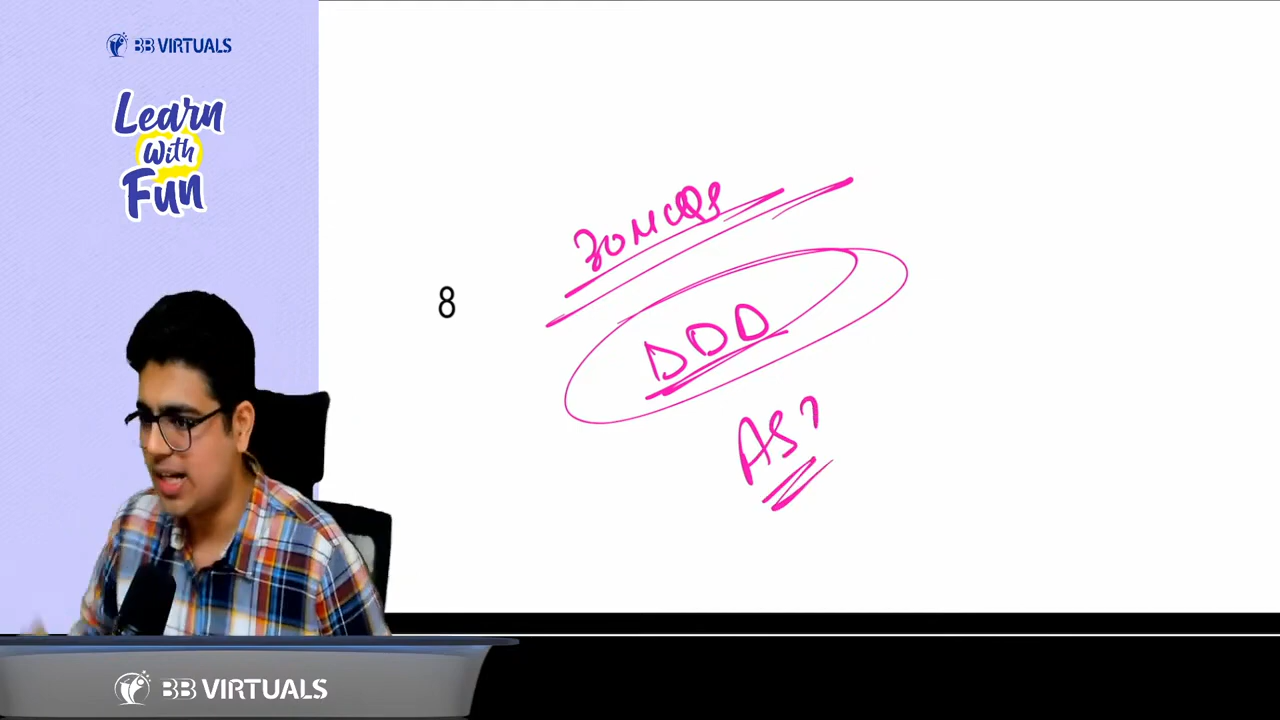 BB VIRTUALS
Learn
With
Fun
30 MCQs
8
DDD
AS?
BB VIRTUALS